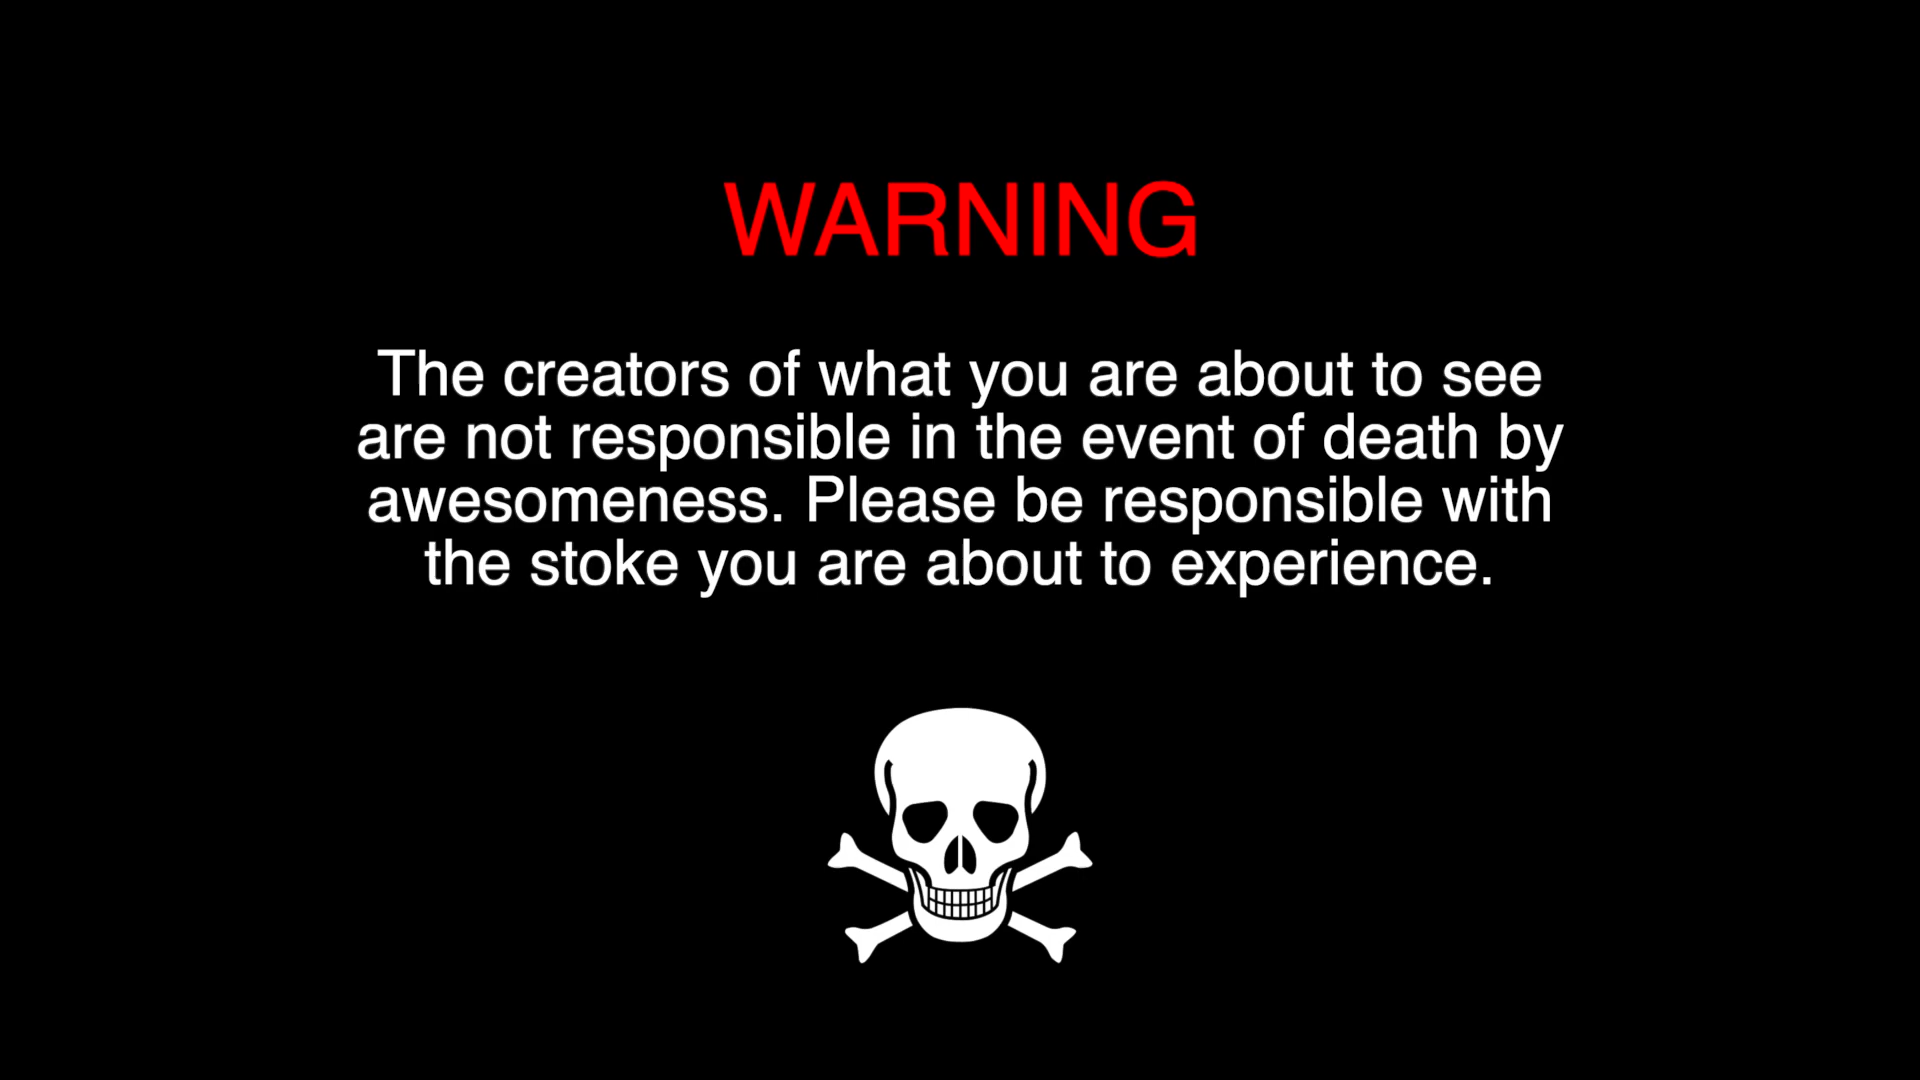 WARNING
The creators of what you are about to see
are not responsible in the event of death by
awesomeness. Please be responsible with
the stoke you are about to experience.